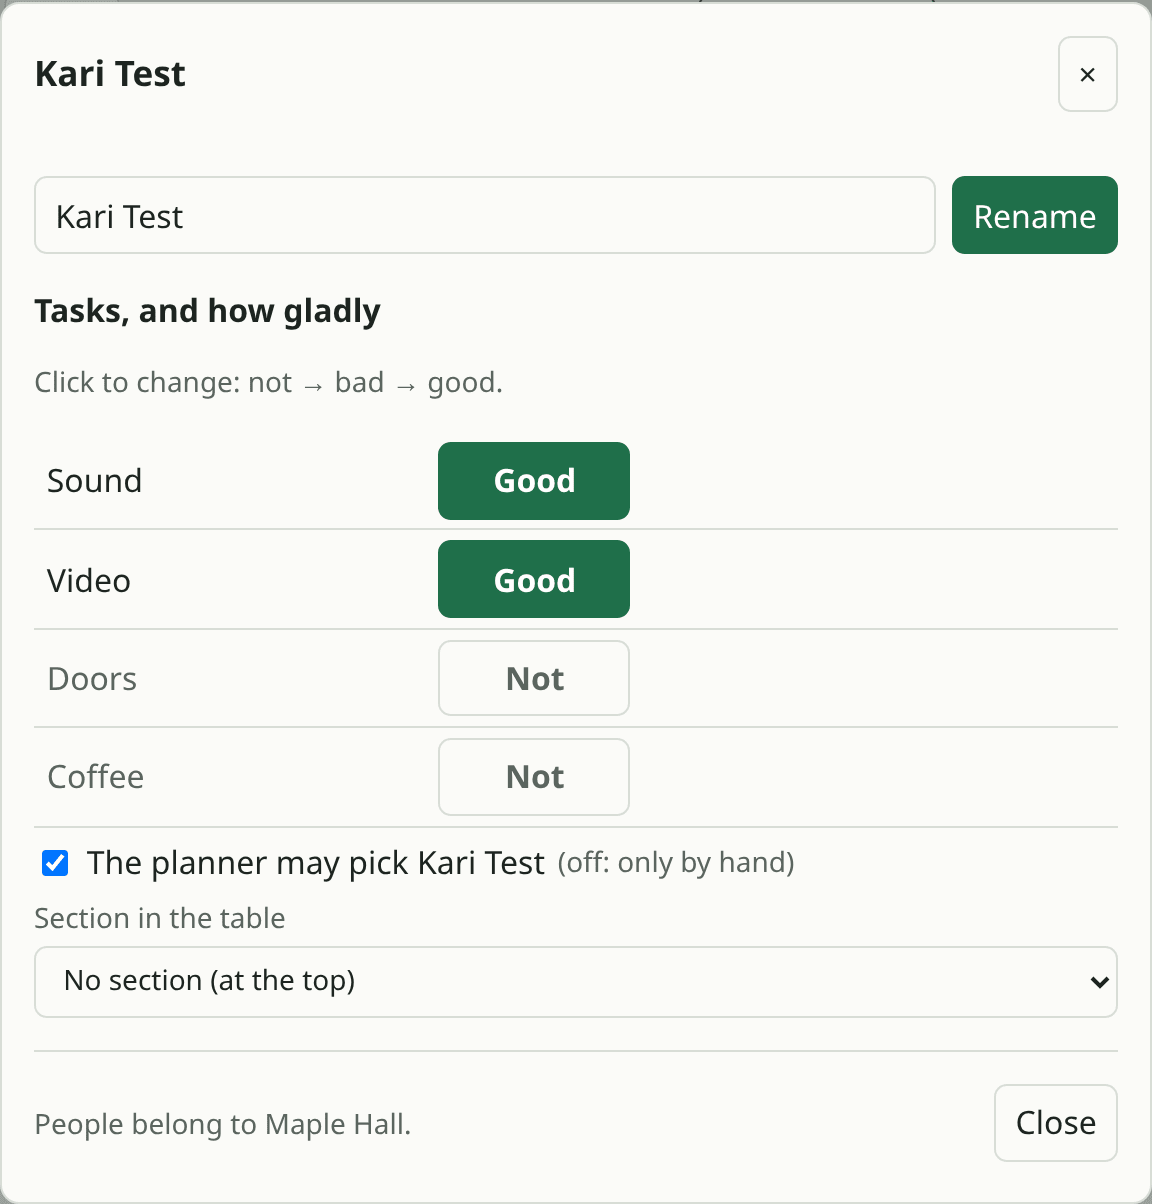 Kari Test
×
Kari Test
Rename
Tasks, and how gladly
Click to change: not → bad → good.
Sound Good
Video Good
Doors Not
Coffee Not
The planner may pick Kari Test (off: only by hand)
Section in the table
No section (at the top)
People belong to Maple Hall.
Close